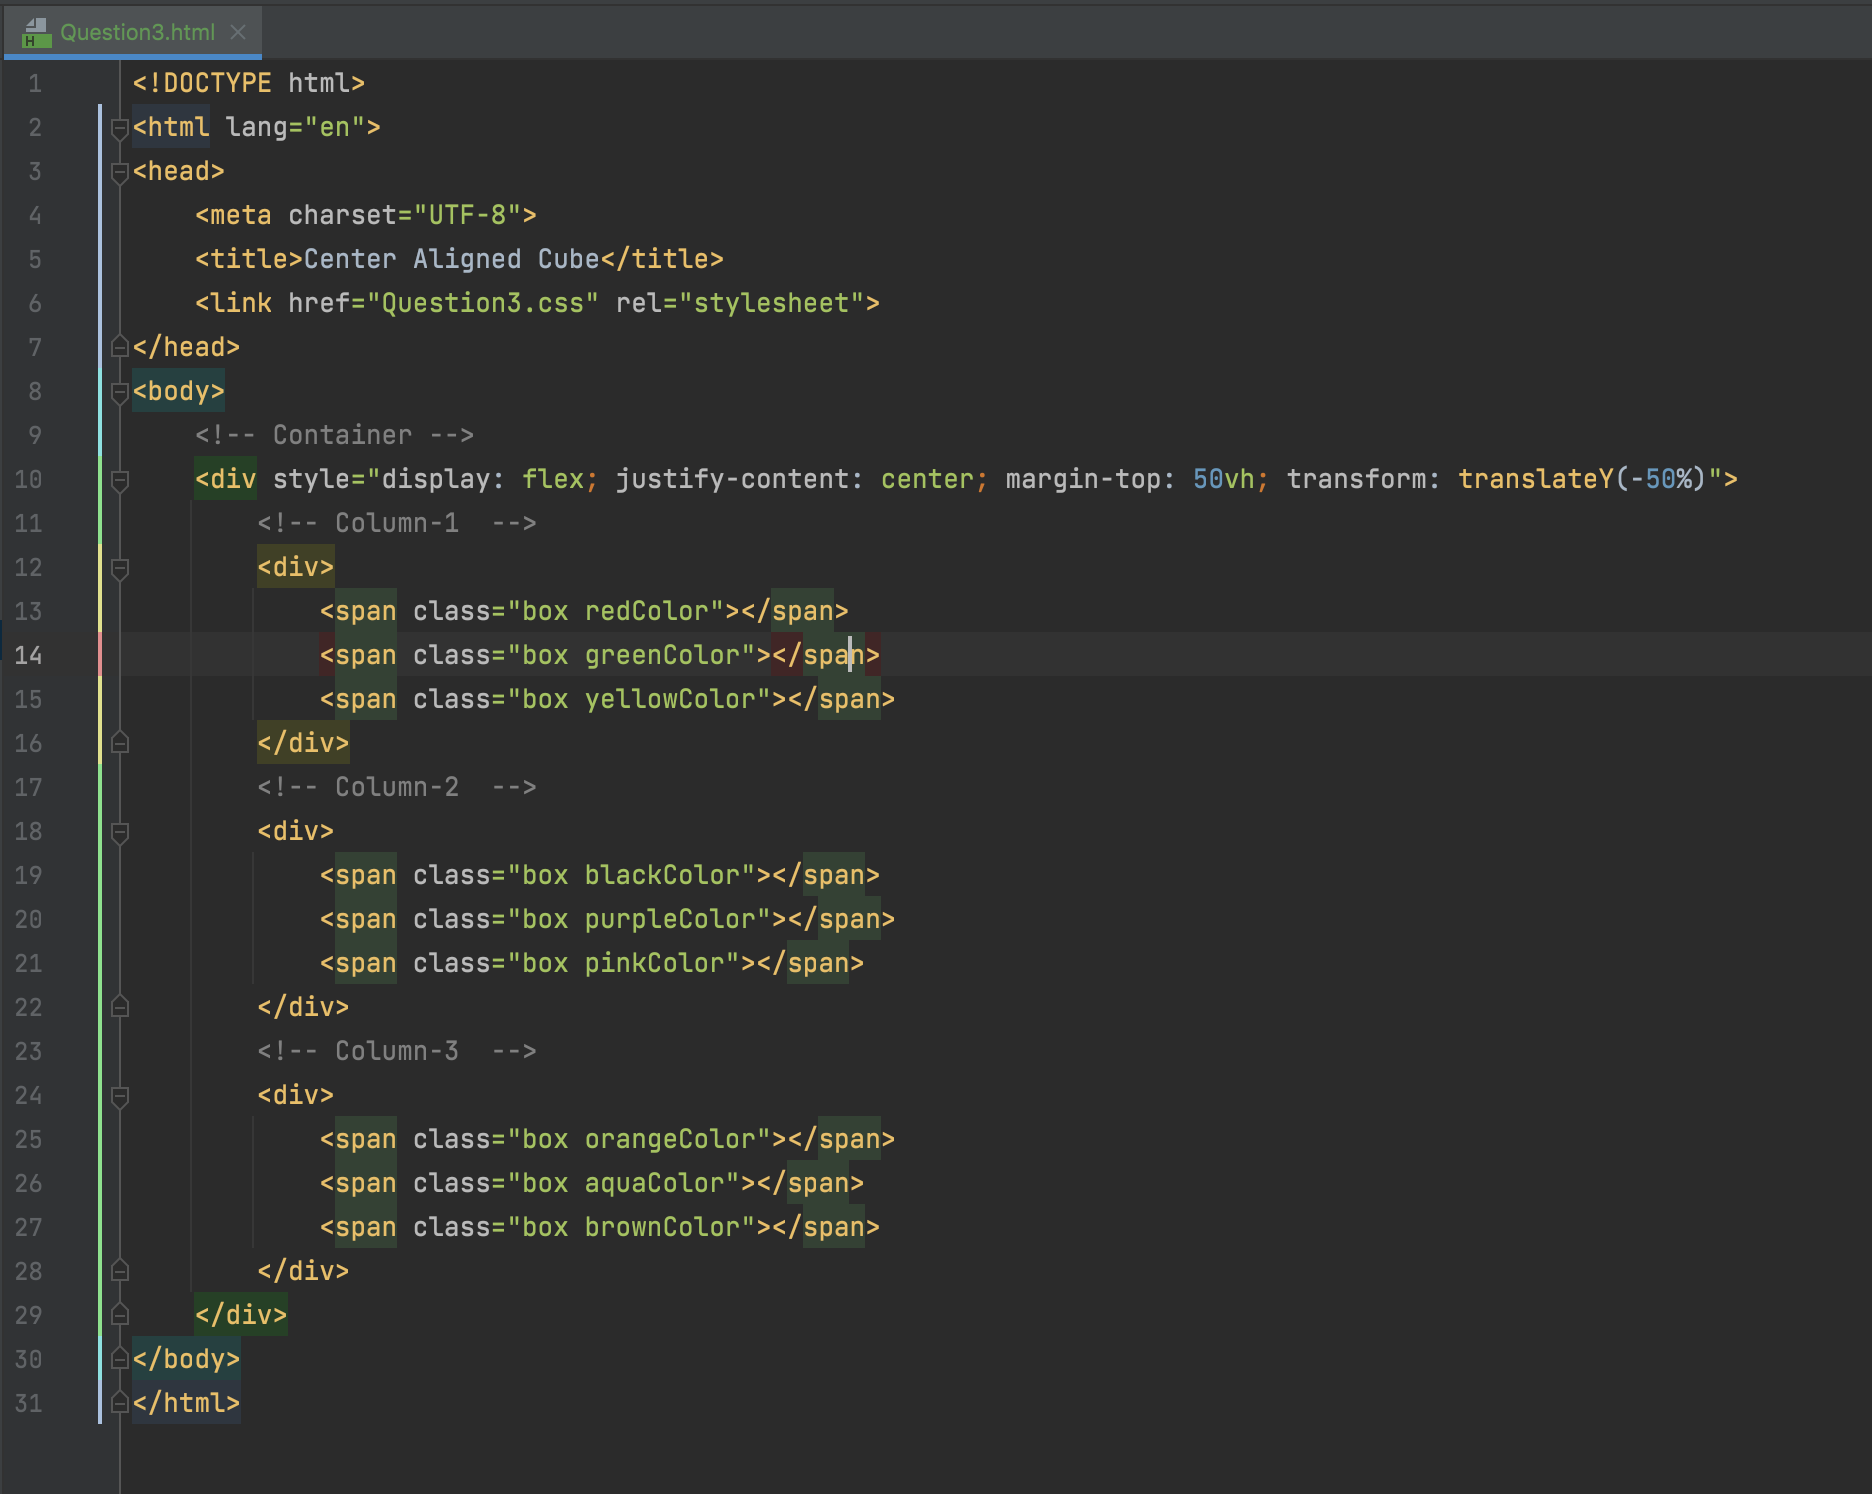 Question3.html
1 <!DOCTYPE html>
2 <html lang="en">
3 <head>
4     <meta charset="UTF-8">
5     <title>Center Aligned Cube</title>
6     <link href="Question3.css" rel="stylesheet">
7 </head>
8 <body>
9     <!-- Container -->
10     <div style="display: flex; justify-content: center; margin-top: 50vh; transform: translateY(-50%)">
11         <!-- Column-1  -->
12         <div>
13             <span class="box redColor"></span>
14             <span class="box greenColor"></span>
15             <span class="box yellowColor"></span>
16         </div>
17         <!-- Column-2  -->
18         <div>
19             <span class="box blackColor"></span>
20             <span class="box purpleColor"></span>
21             <span class="box pinkColor"></span>
22         </div>
23         <!-- Column-3  -->
24         <div>
25             <span class="box orangeColor"></span>
26             <span class="box aquaColor"></span>
27             <span class="box brownColor"></span>
28         </div>
29     </div>
30 </body>
31 </html>